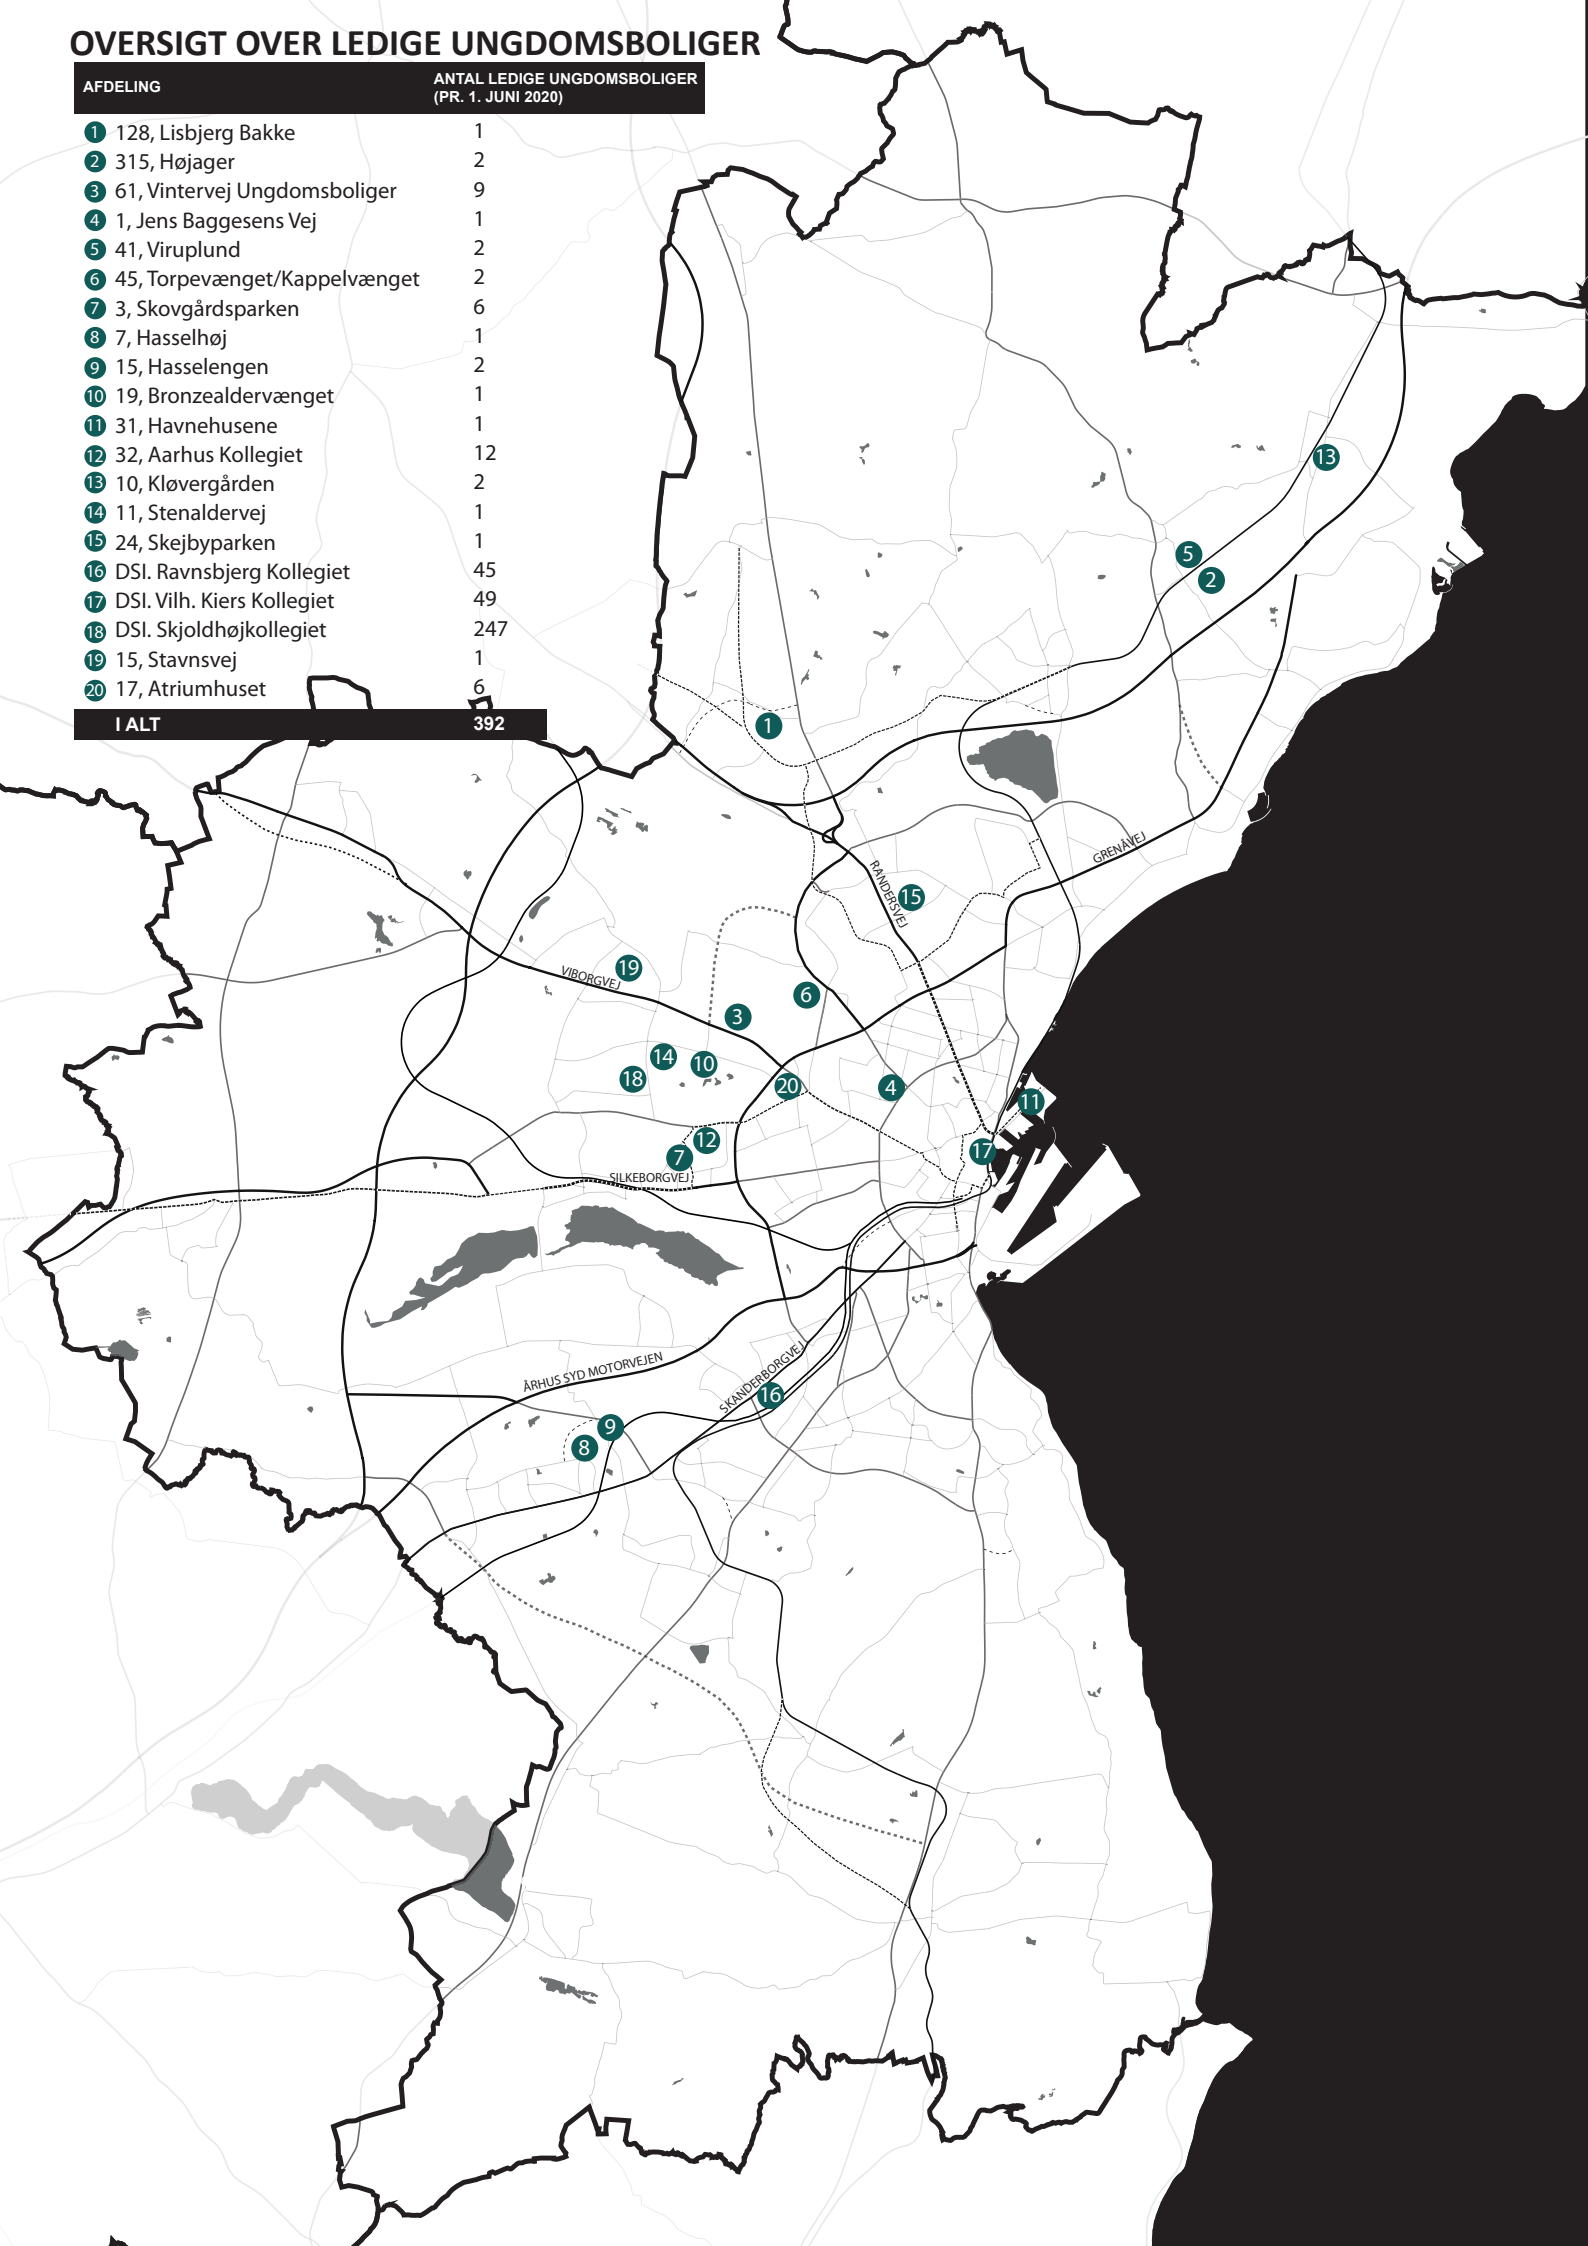 OVERSIGT OVER LEDIGE UNGDOMSBOLIGER
AFDELING ANTAL LEDIGE UNGDOMSBOLIGER
(PR. 1. JUNI 2020)
1 128, Lisbjerg Bakke 1
2 315, Højager 2
3 61, Vintervej Ungdomsboliger 9
4 1, Jens Baggesens Vej 1
5 41, Viruplund 2
6 45, Torpevænget/Kappelvænget 2
7 3, Skovgårdsparken 6
8 7, Hasselhøj 1
9 15, Hasselengen 2
10 19, Bronzealdervænget 1
11 31, Havnehusene 1
12 32, Aarhus Kollegiet 12
13 10, Kløvergården 2
14 11, Stenaldervej 1
15 24, Skejbyparken 1
16 DSI. Ravnsbjerg Kollegiet 45
17 DSI. Vilh. Kiers Kollegiet 49
18 DSI. Skjoldhøjkollegiet 247
19 15, Stavnsvej 1
20 17, Atriumhuset 6
I ALT 392
13
5
2
1
GRENÅVEJ
RANDERSVEJ
15
19
VIBORGVEJ
6
3
14
10
18
20
4
11
12
17
7
SILKEBORGVEJ
ÅRHUS SYD MOTORVEJEN
SKANDERBORGVEJ
16
9
8